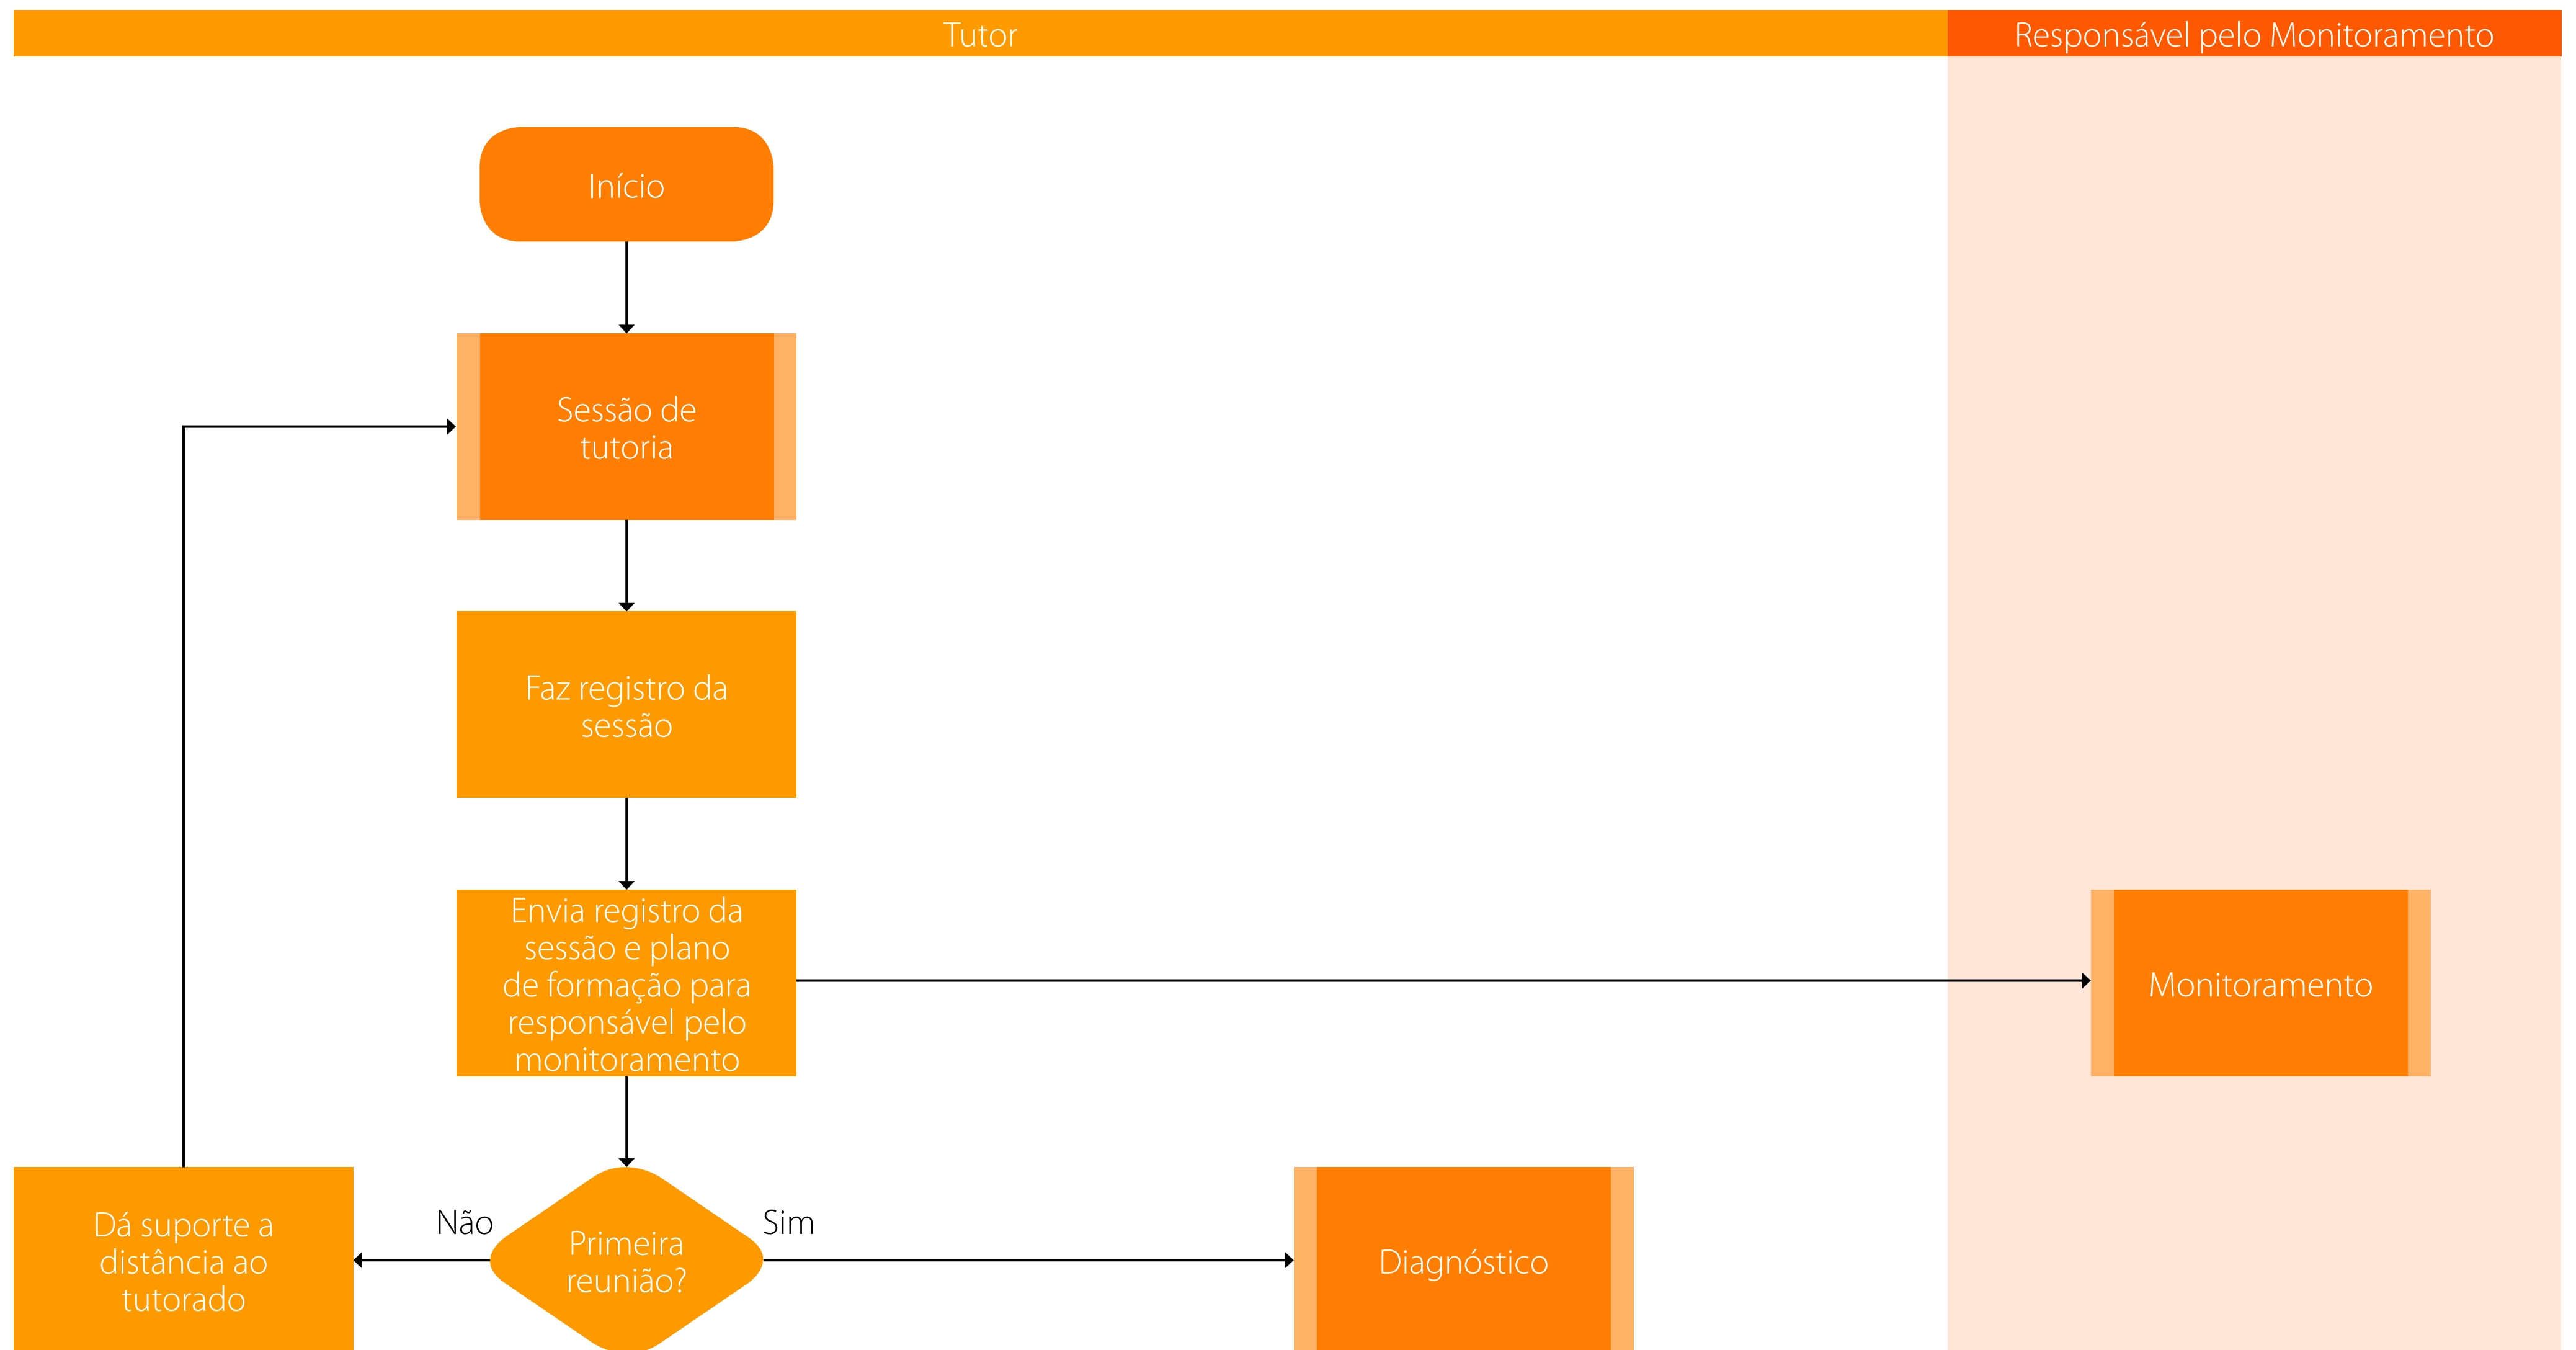 Tutor
Responsável pelo Monitoramento
Início
Sessão de
tutoria
Faz registro da
sessão
Envia registro da
sessão e plano
de formação para
responsável pelo
monitoramento
Monitoramento
Dá suporte a
distância ao
tutorado
Não
Primeira
reunião?
Sim
Diagnóstico